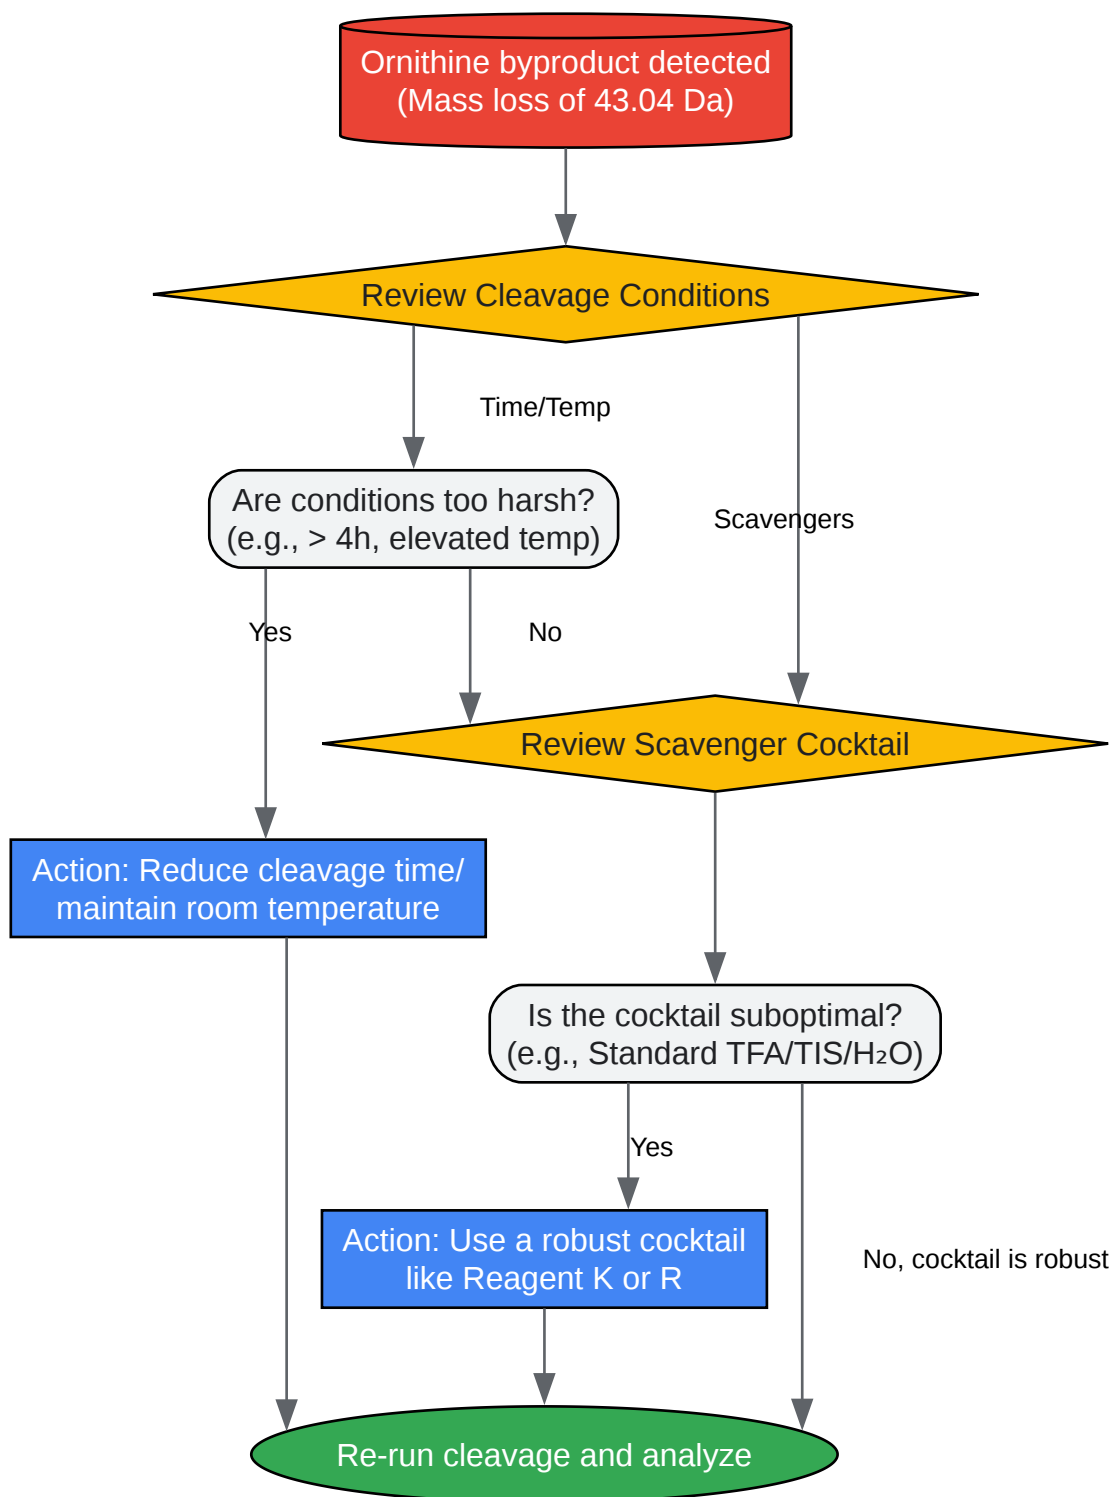 Ornithine byproduct detected
(Mass loss of 43.04 Da)
Review Cleavage Conditions
Time/Temp
Are conditions too harsh?
(e.g., > 4h, elevated temp)
Scavengers
Yes
No
Review Scavenger Cocktail
Action: Reduce cleavage time/
maintain room temperature
Is the cocktail suboptimal?
(e.g., Standard TFA/TIS/H₂O)
Yes
Action: Use a robust cocktail
like Reagent K or R
No, cocktail is robust
Re-run cleavage and analyze